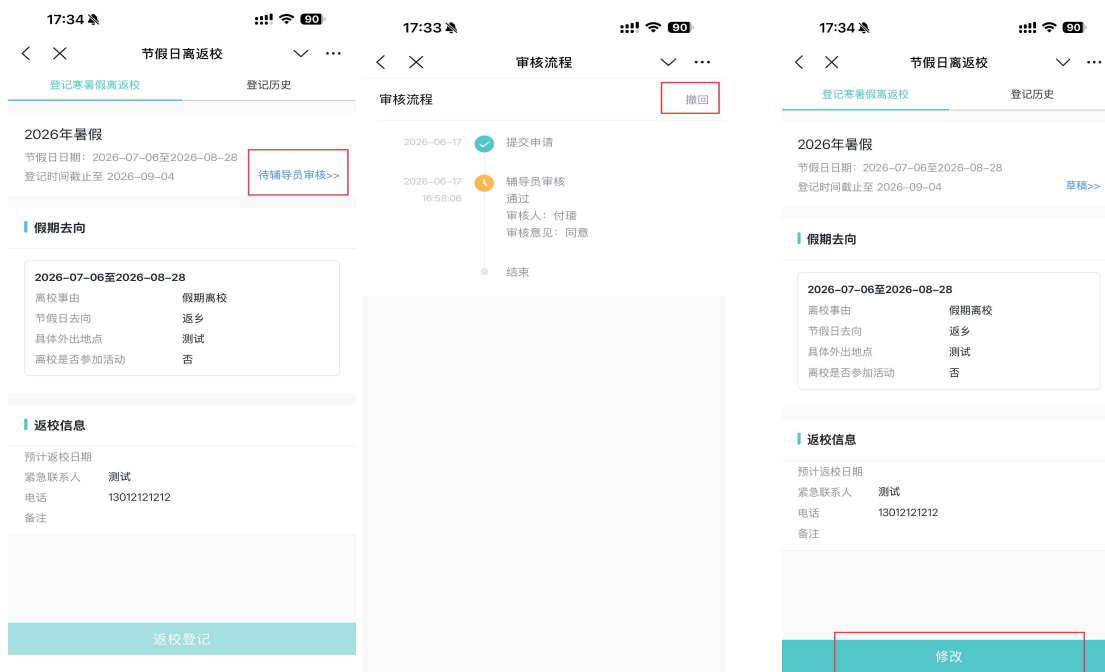 17:34
90
节假日离返校
登记寒暑假离返校
登记历史
2026年暑假
节假日日期：2026-07-06至2026-08-28
登记时间截止至 2026-09-04
待辅导员审核>>
假期去向
2026-07-06至2026-08-28
离校事由 假期离校
节假日去向 返乡
具体外出地点 测试
离校是否参加活动 否
返校信息
预计返校日期
紧急联系人 测试
电话 13012121212
备注
返校登记
17:33
90
审核流程
审核流程
撤回
2026-06-17 提交申请
2026-06-17 辅导员审核
16:58:06 通过
审核人：付璠
审核意见：同意
结束
17:34
90
节假日离返校
登记寒暑假离返校
登记历史
2026年暑假
节假日日期：2026-07-06至2026-08-28
登记时间截止至 2026-09-04
草稿>>
假期去向
2026-07-06至2026-08-28
离校事由 假期离校
节假日去向 返乡
具体外出地点 测试
离校是否参加活动 否
返校信息
预计返校日期
紧急联系人 测试
电话 13012121212
备注
修改